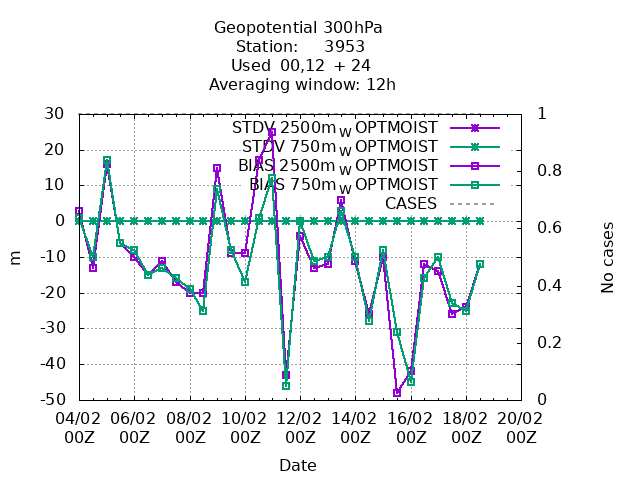 Geopotential 300hPa
Station: 3953
Used 00,12 + 24
Averaging window: 12h
STDV 2500m_W OPTMOIST
STDV 750m_W OPTMOIST
BIAS 2500m_W OPTMOIST
BIAS 750m_W OPTMOIST
CASES
30
20
10
0
-10
-20
-30
-40
-50
m
1
0.8
0.6
0.4
0.2
0
No cases
04/02 06/02 08/02 10/02 12/02 14/02 16/02 18/02 20/02
00Z 00Z 00Z 00Z 00Z 00Z 00Z 00Z 00Z
Date